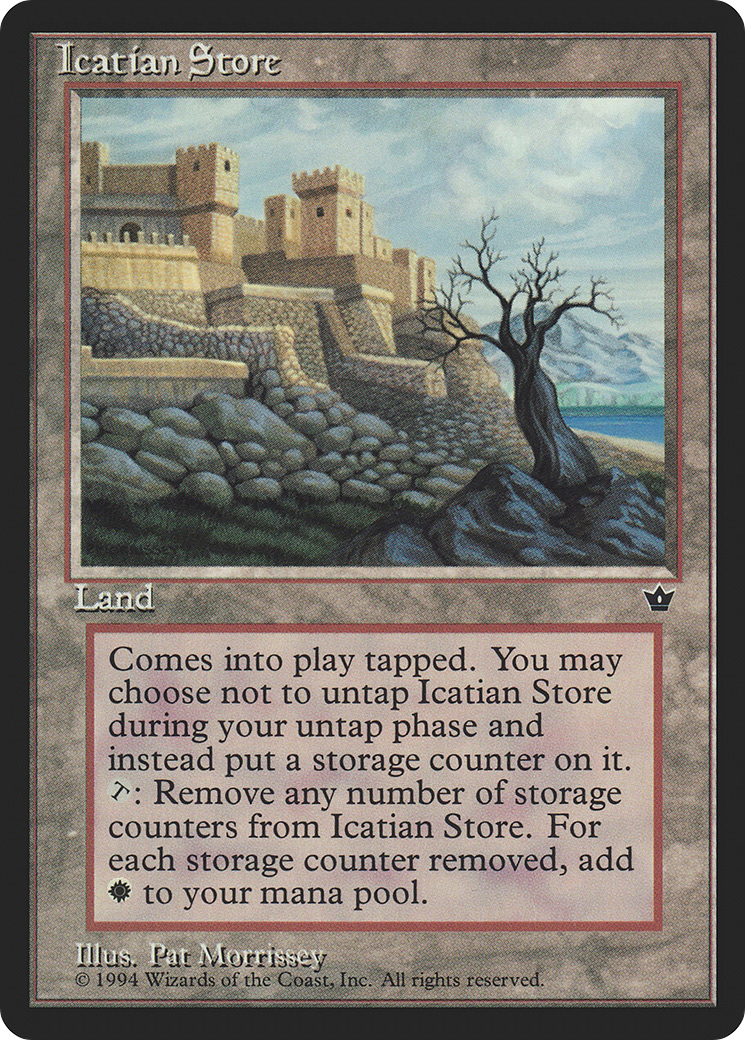 Icatian Store
MORRISSEY
Land
Comes into play tapped. You may
choose not to untap Icatian Store
during your untap phase and
instead put a storage counter on it.
T: Remove any number of storage
counters from Icatian Store. For
each storage counter removed, add
to your mana pool.
Illus. Pat Morrissey
© 1994 Wizards of the Coast, Inc. All rights reserved.